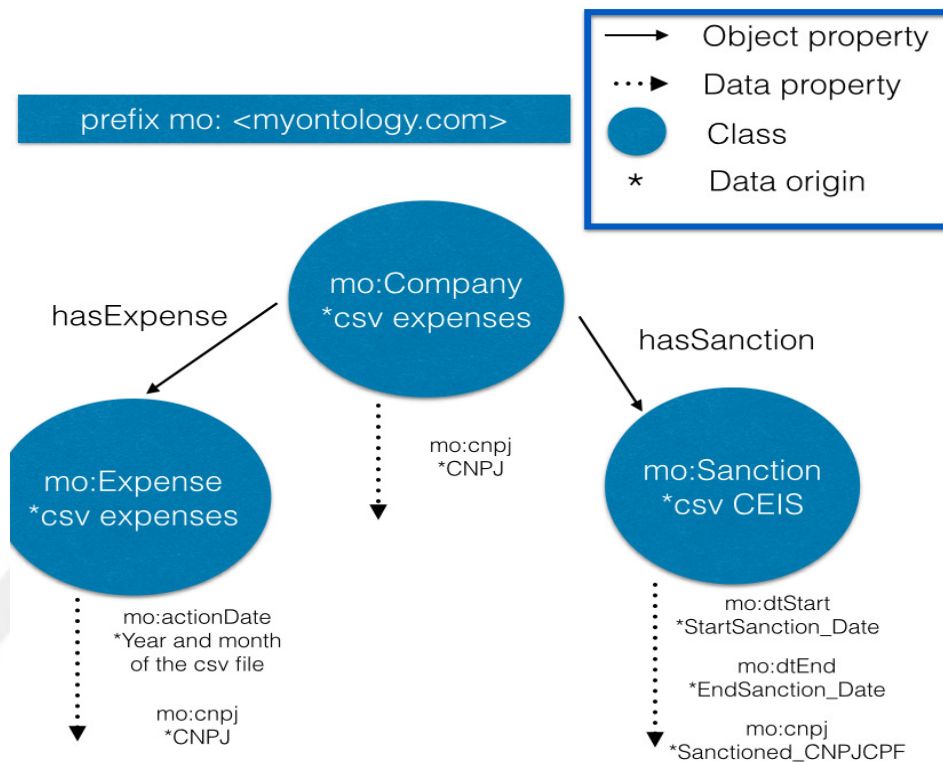 Object property
Data property
Class
* Data origin
prefix mo: <myontology.com>
mo:Company
*csv expenses
hasExpense
hasSanction
mo:Expense
*csv expenses
mo:cnpj
*CNPJ
mo:Sanction
*csv CEIS
mo:actionDate
*Year and month
of the csv file
mo:cnpj
*CNPJ
mo:dtStart
*StartSanction_Date
mo:dtEnd
*EndSanction_Date
mo:cnpj
*Sanctioned_CNPJCPF